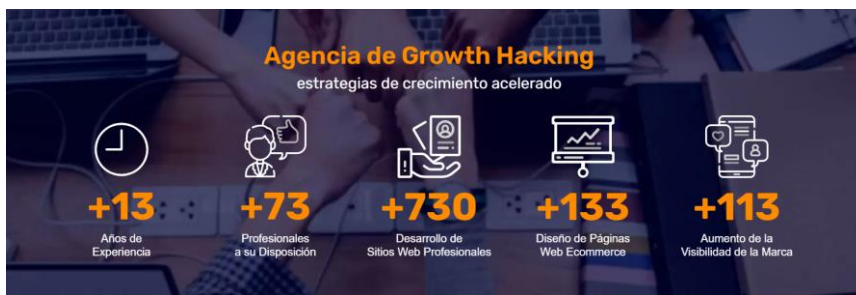 Agencia de Growth Hacking
estrategias de crecimiento acelerado
+13
Años de
Experiencia
+73
Profesionales
a su Disposición
+730
Desarrollo de
Sitios Web Profesionales
+133
Diseño de Páginas
Web Ecommerce
+113
Aumento de la
Visibilidad de la Marca